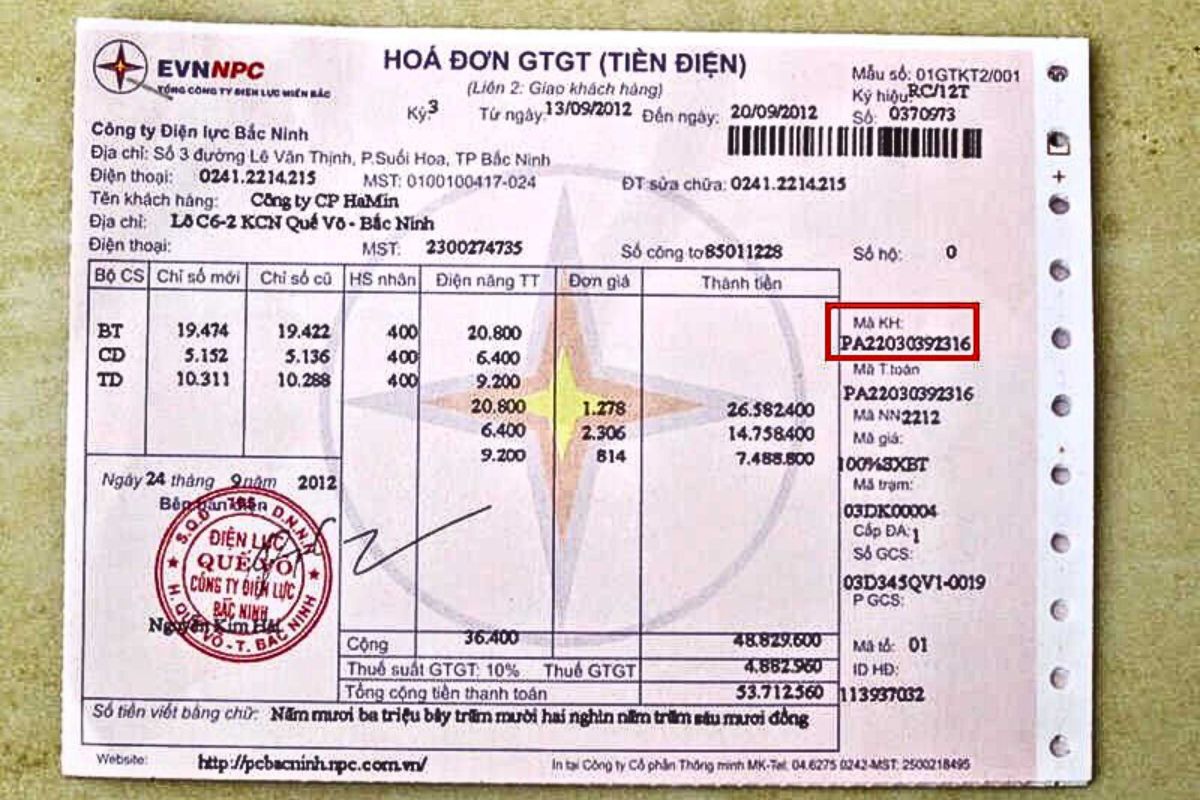 EVNNPC
TỔNG CÔNG TY ĐIỆN LỰC MIỀN BẮC
HOÁ ĐƠN GTGT (TIỀN ĐIỆN)
(Liên 2: Giao khách hàng)
Kỳ: 3 Từ ngày: 13/09/2012 Đến ngày: 20/09/2012
Mẫu số: 01GTKT2/001
Ký hiệu: RC/12T
Số: 0370973
Công ty Điện lực Bắc Ninh
Địa chỉ: Số 3 đường Lê Văn Thịnh, P.Suối Hoa, TP Bắc Ninh
Điện thoại: 0241.2214.215 MST: 0100100417-024 ĐT sửa chữa: 0241.2214.215
Tên khách hàng: Công ty CP HaMin
Địa chỉ: Lô C6-2 KCN Quế Võ - Bắc Ninh
Điện thoại: MST: 2300274735 Số công tơ 85011228 Số hộ: 0
Bộ CS Chỉ số mới Chỉ số cũ HS nhân Điện năng TT Đơn giá Thành tiền
BT 19.474 19.422 400 20.800
CD 5.152 5.136 400 6.400
TD 10.311 10.288 400 9.200
20.800 1.278 26.582.400
6.400 2.306 14.758.400
9.200 814 7.488.800
Mã KH:
PA22030392316
Mã T.toán
PA22030392316
Mã NN 2212
Mã giá:
100%SXBT
Mã trạm:
03DK00004
Cấp ĐA: 1
Số GCS:
03D345QV1-0019
P GCS:
Mã tổ: 01
ID HĐ:
113937032
Ngày 24 tháng 9 năm 2012
Bên bán điện
ĐIỆN LỰC
QUẾ VÕ
CÔNG TY ĐIỆN LỰC
BẮC NINH
H. QUẾ VÕ - T. BẮC NINH
Nguyễn Kim Hải
Cộng 36.400 48.829.600
Thuế suất GTGT: 10% Thuế GTGT 4.882.960
Tổng cộng tiền thanh toán 53.712.560
Số tiền viết bằng chữ: Năm mươi ba triệu bảy trăm mười hai nghìn năm trăm sáu mươi đồng
Website: http://pcbacninh.npc.com.vn/
In tại Công ty Cổ phần Thông minh MK-Tel: 04.6275 0242-MST: 2500218495